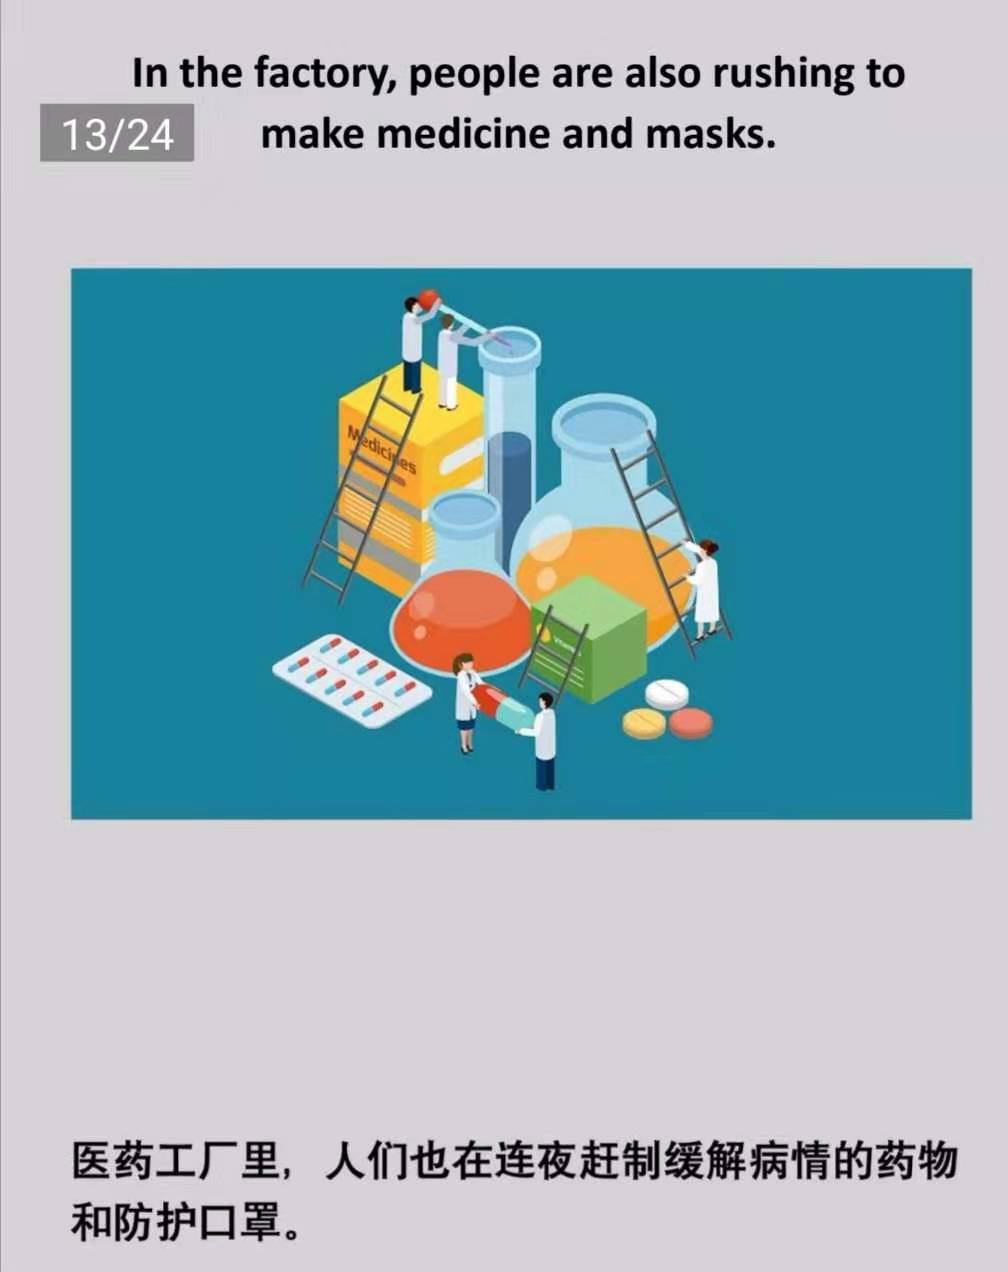 In the factory, people are also rushing to
13/24
make medicine and masks.
Medicines
医药工厂里，人们也在连夜赶制缓解病情的药物
和防护口罩。